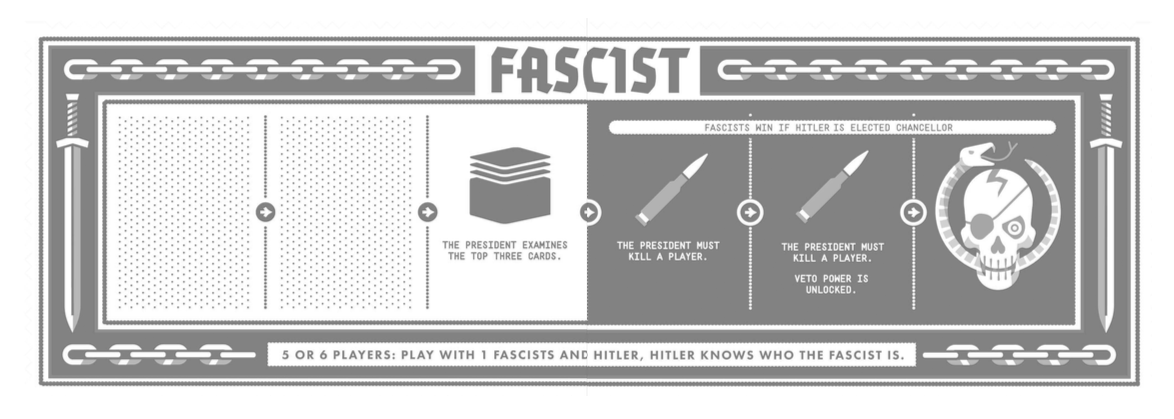 FASCIST
FASCISTS WIN IF HITLER IS ELECTED CHANCELLOR
THE PRESIDENT EXAMINES
THE TOP THREE CARDS.
THE PRESIDENT MUST
KILL A PLAYER.
THE PRESIDENT MUST
KILL A PLAYER.
VETO POWER IS
UNLOCKED.
5 OR 6 PLAYERS: PLAY WITH 1 FASCISTS AND HITLER, HITLER KNOWS WHO THE FASCIST IS.